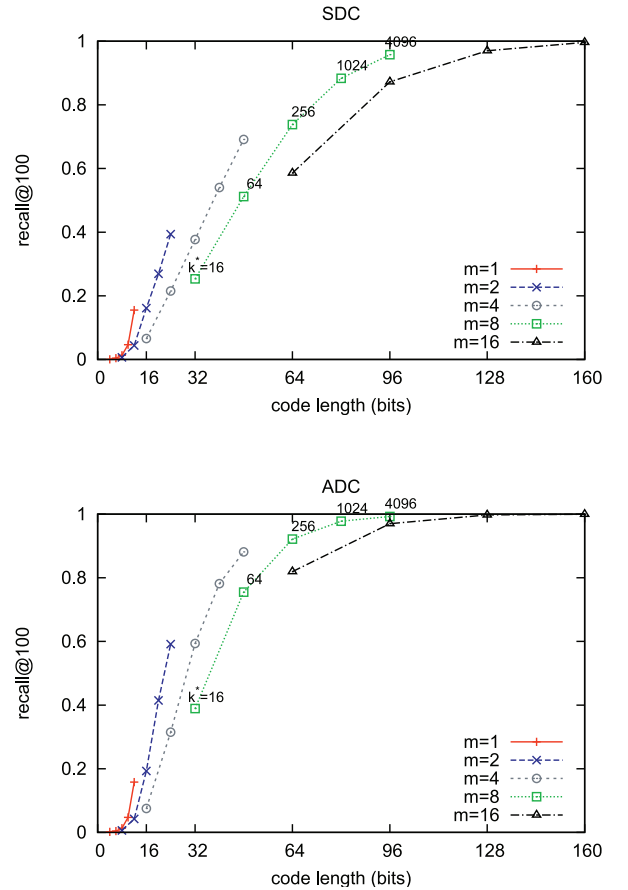 SDC
1
0.8
0.6
0.4
0.2
0
recall@100
4096
1024
256
64
k*=16
m=1
m=2
m=4
m=8
m=16
0 16 32 64 96 128 160
code length (bits)
ADC
1
0.8
0.6
0.4
0.2
0
recall@100
4096
1024
256
64
k*=16
m=1
m=2
m=4
m=8
m=16
0 16 32 64 96 128 160
code length (bits)